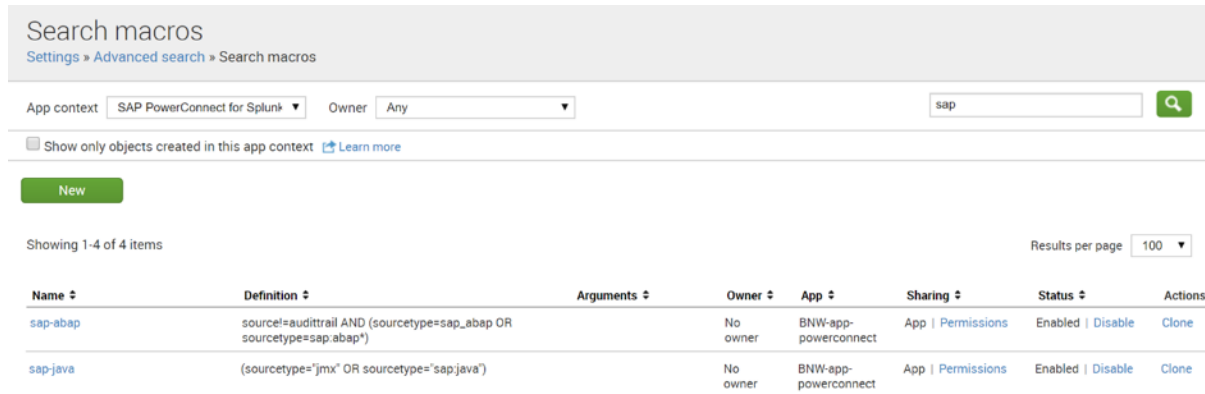 Search macros
Settings » Advanced search » Search macros
App context SAP PowerConnect for Splunk Owner Any sap
Show only objects created in this app context Learn more
New
Showing 1-4 of 4 items Results per page 100
Name Definition Arguments Owner App Sharing Status Actions
sap-abap source!=audittrail AND (sourcetype=sap_abap OR No BNW-app- App | Permissions Enabled | Disable Clone
sourcetype=sap:abap*) owner powerconnect
sap-java (sourcetype="jmx" OR sourcetype="sap:java") No BNW-app- App | Permissions Enabled | Disable Clone
owner powerconnect